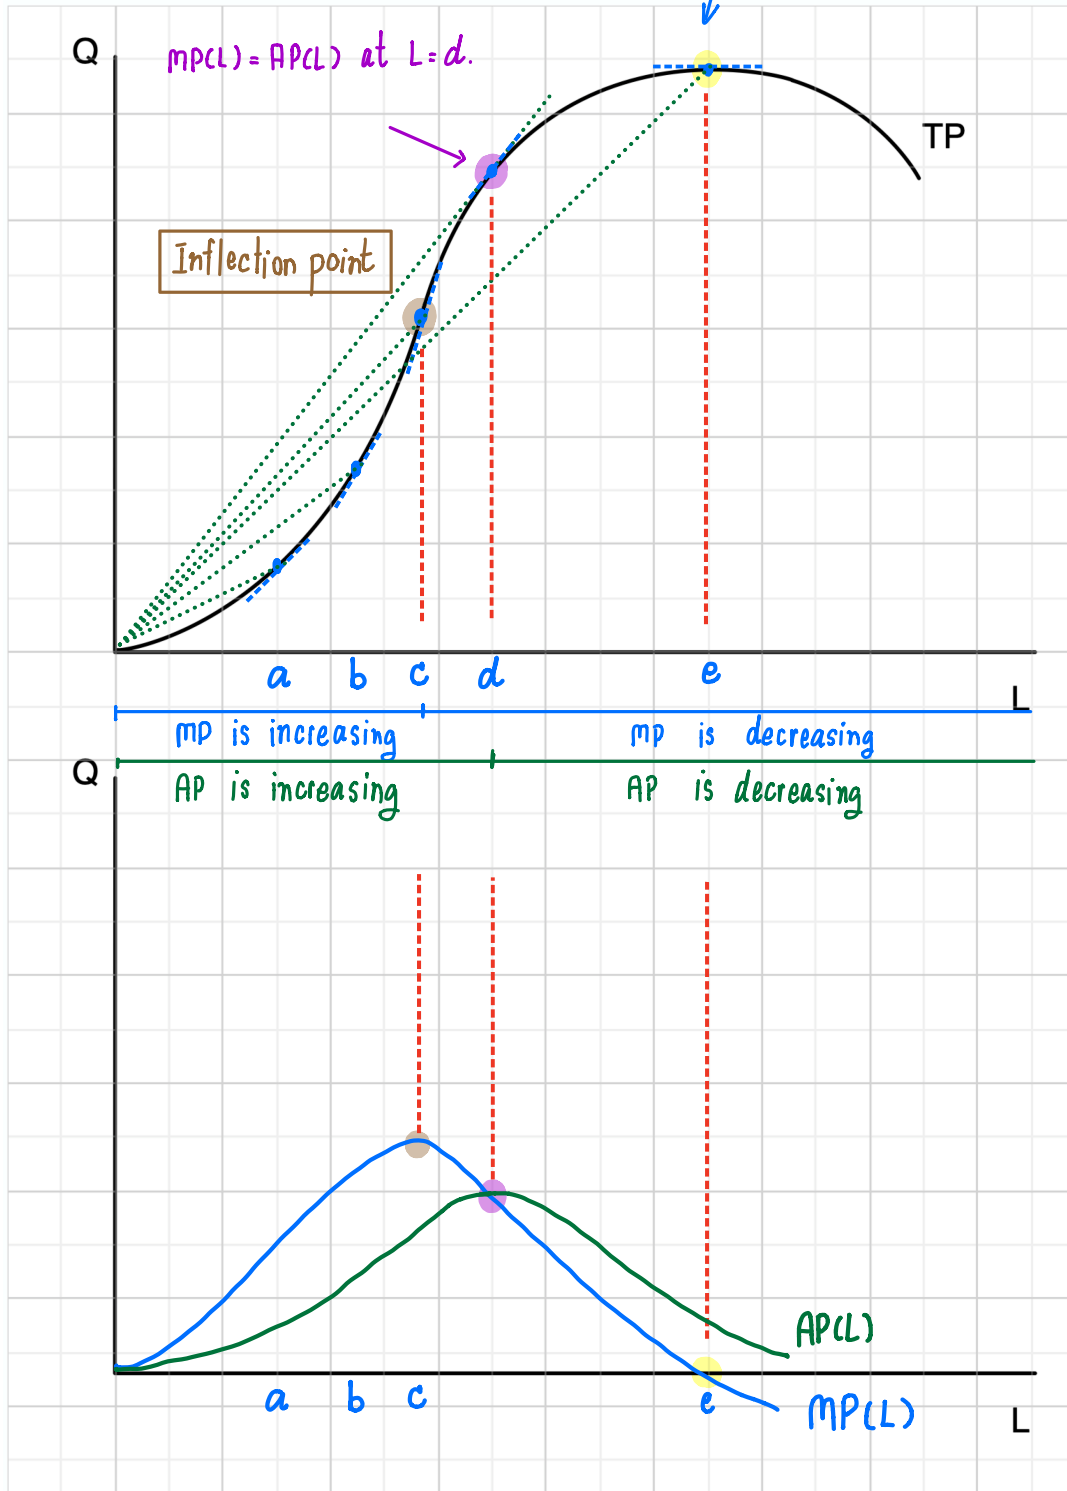 Q
MP(L) = AP(L) at L=d.
TP
Inflection point
a b c d e
L
MP is increasing MP is decreasing
Q
AP is increasing AP is decreasing
AP(L)
a b c e
MP(L)
L